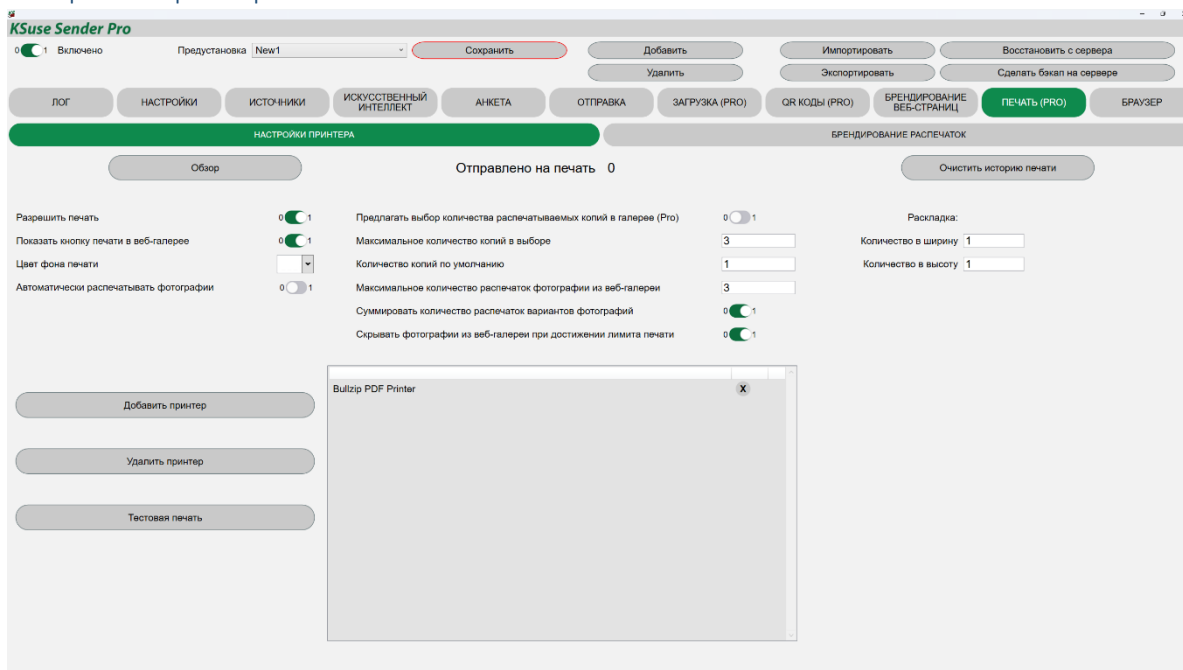 KSuse Sender Pro
0 1 Включено Предустановка New1 Сохранить Добавить Импортировать Восстановить с сервера
Удалить Экспортировать Сделать бэкап на сервере
ЛОГ НАСТРОЙКИ ИСТОЧНИКИ ИСКУССТВЕННЫЙ ИНТЕЛЛЕКТ АНКЕТА ОТПРАВКА ЗАГРУЗКА (PRO) QR КОДЫ (PRO) БРЕНДИРОВАНИЕ ВЕБ-СТРАНИЦ ПЕЧАТЬ (PRO) БРАУЗЕР
НАСТРОЙКИ ПРИНТЕРА БРЕНДИРОВАНИЕ РАСПЕЧАТОК
Обзор Отправлено на печать 0 Очистить историю печати
Разрешить печать 0 1 Предлагать выбор количества распечатываемых копий в галерее (Pro) 0 1 Раскладка:
Показать кнопку печати в веб-галерее 0 1 Максимальное количество копий в выборе 3 Количество в ширину 1
Цвет фона печати Количество копий по умолчанию 1 Количество в высоту 1
Автоматически распечатывать фотографии 0 1 Максимальное количество распечаток фотографии из веб-галереи 3
Суммировать количество распечаток вариантов фотографий 0 1
Скрывать фотографии из веб-галереи при достижении лимита печати 0 1
Bullzip PDF Printer X
Добавить принтер
Удалить принтер
Тестовая печать